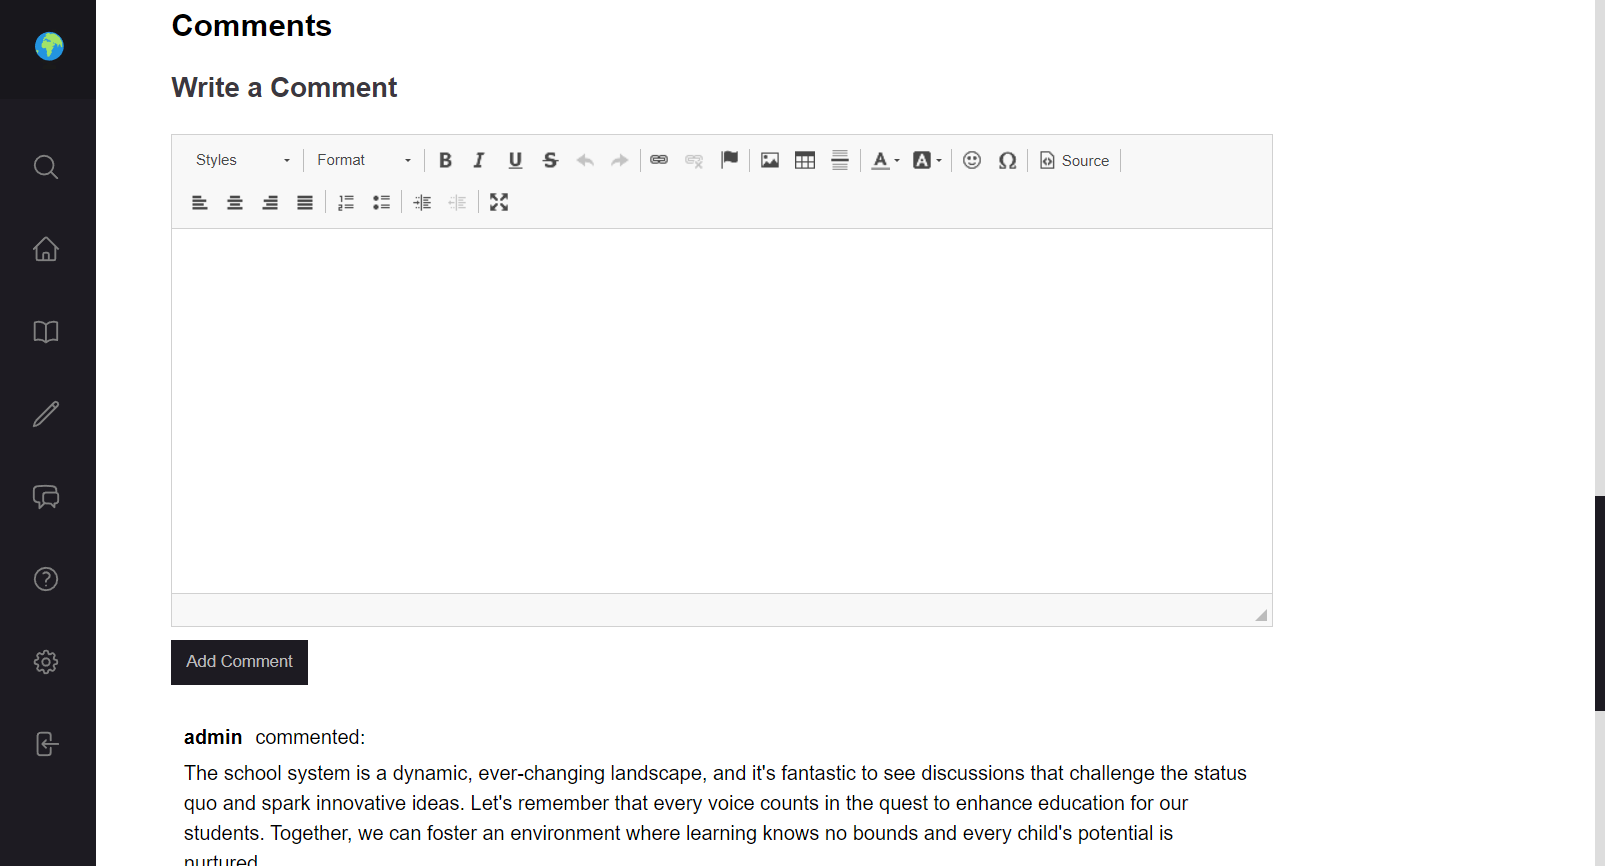 Comments
Write a Comment
Styles Format
Source
Add Comment
admin commented:
The school system is a dynamic, ever-changing landscape, and it's fantastic to see discussions that challenge the status
quo and spark innovative ideas. Let's remember that every voice counts in the quest to enhance education for our
students. Together, we can foster an environment where learning knows no bounds and every child's potential is
nurtured.